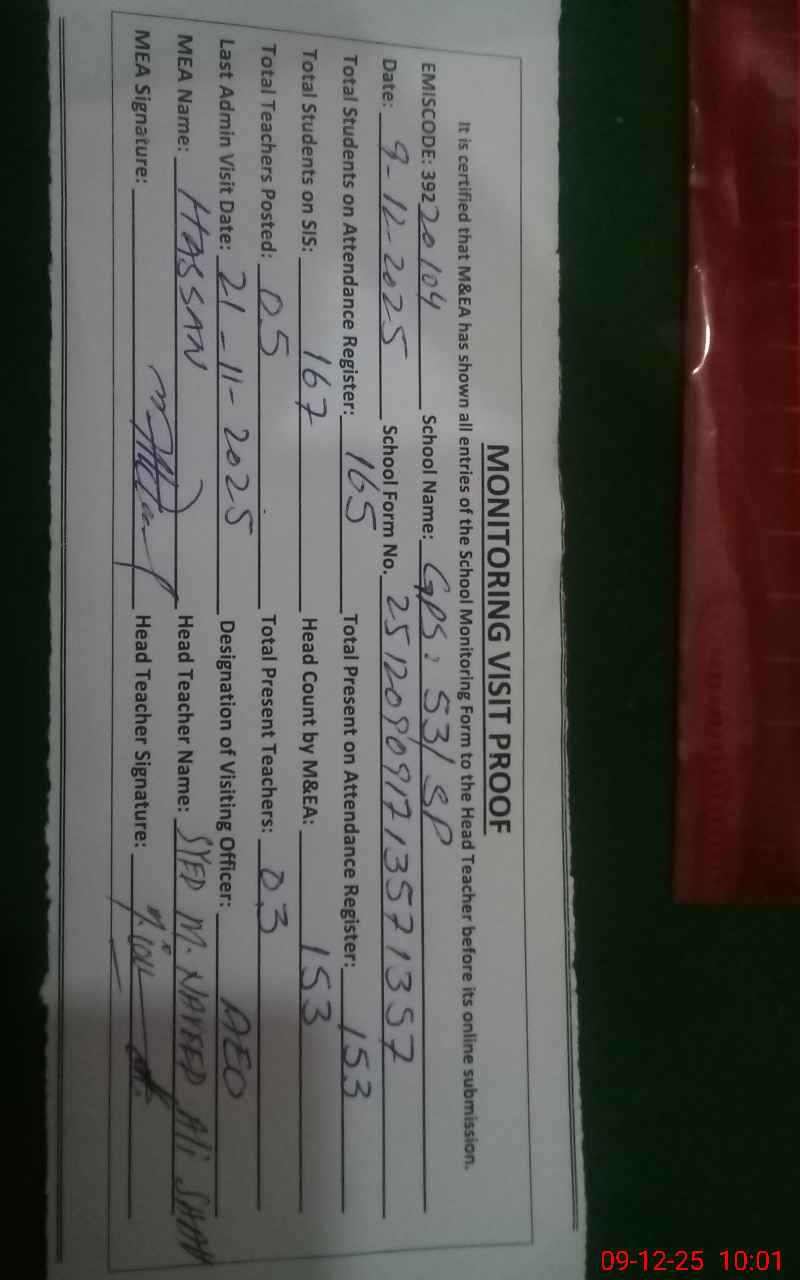 MONITORING VISIT PROOF
It is certified that M&EA has shown all entries of the School Monitoring Form to the Head Teacher before its online submission.
EMISCODE: 39220104 School Name: GPS: 53/SP
Date: 9-12-2025 School Form No. 251209091713571357
Total Students on Attendance Register: 165 Total Present on Attendance Register: 153
Total Students on SIS: 167 Head Count by M&EA: 153
Total Teachers Posted: 05 Total Present Teachers: 03
Last Admin Visit Date: 21-11-2025 Designation of Visiting Officer: AEO
MEA Name: HASSAN Head Teacher Name: SYED M. NAVEED Ali SHAH
MEA Signature: Head Teacher Signature:
09-12-25 10:01